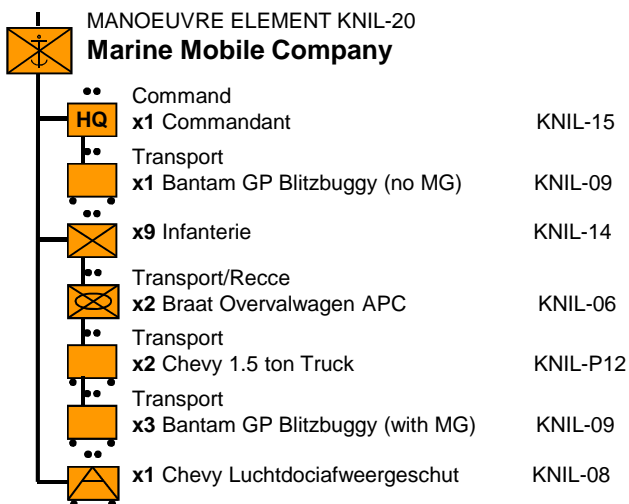 MANOEUVRE ELEMENT KNIL-20
Marine Mobile Company
Command
HQ x1 Commandant KNIL-15
Transport
x1 Bantam GP Blitzbuggy (no MG) KNIL-09
x9 Infanterie KNIL-14
Transport/Recce
x2 Braat Overvalwagen APC KNIL-06
Transport
x2 Chevy 1.5 ton Truck KNIL-P12
Transport
x3 Bantam GP Blitzbuggy (with MG) KNIL-09
x1 Chevy Luchtdociafweergeschut KNIL-08